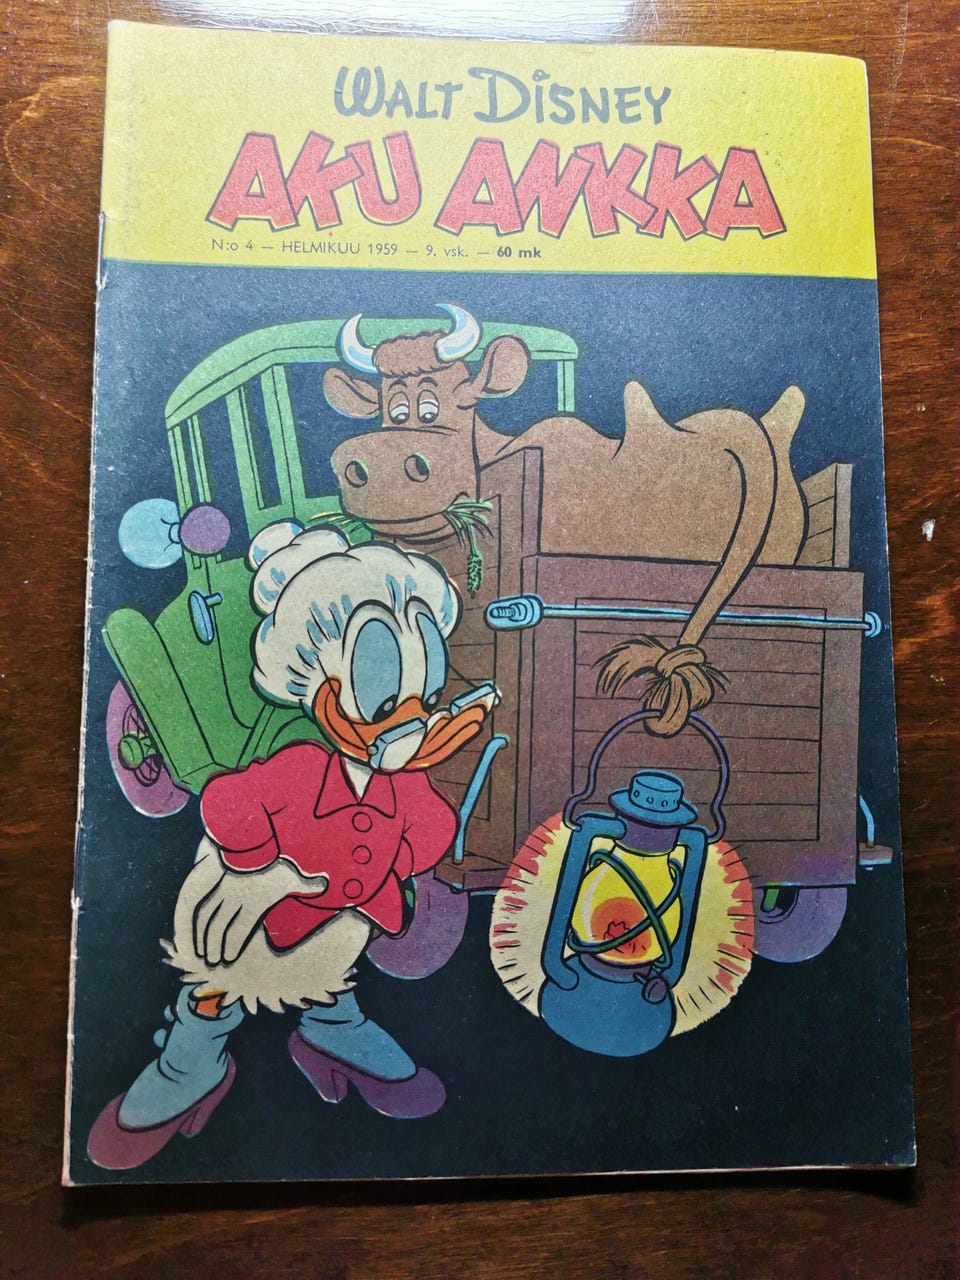 WALT DISNEY
AKU ANKKA
N:o 4 — HELMIKUU 1959 — 9. vsk. — 60 mk